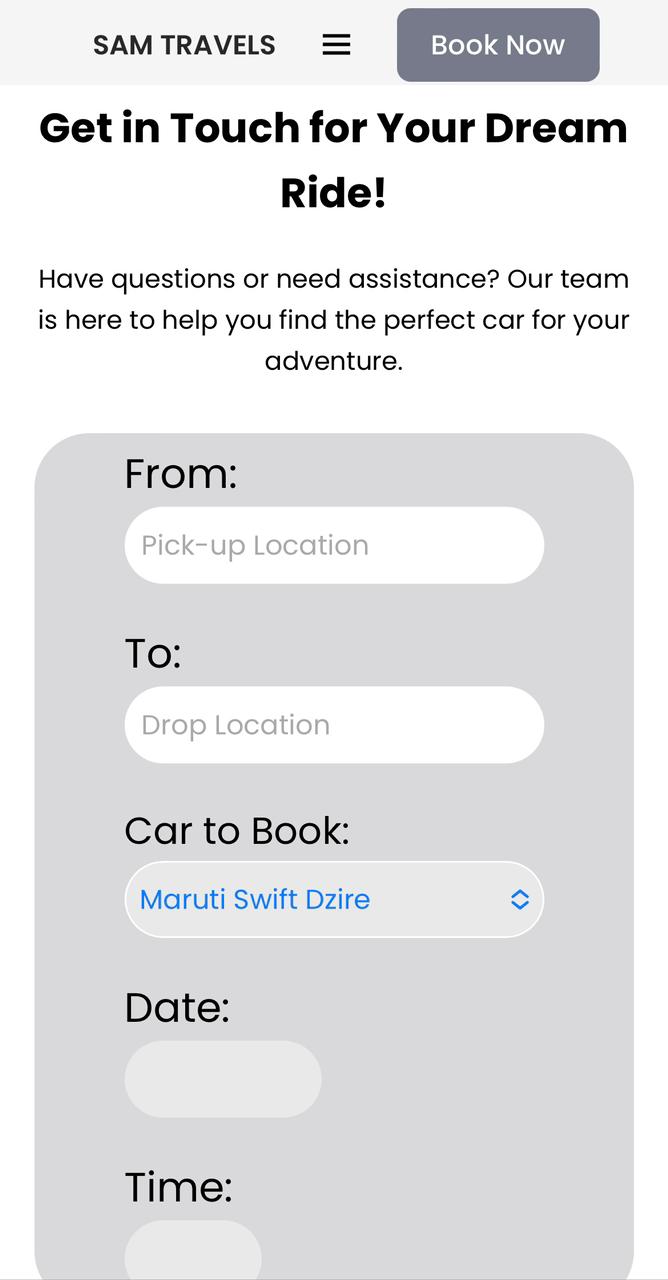 SAM TRAVELS
Book Now
Get in Touch for Your Dream
Ride!
Have questions or need assistance? Our team
is here to help you find the perfect car for your
adventure.
From:
Pick-up Location
To:
Drop Location
Car to Book:
Maruti Swift Dzire
Date:
Time: